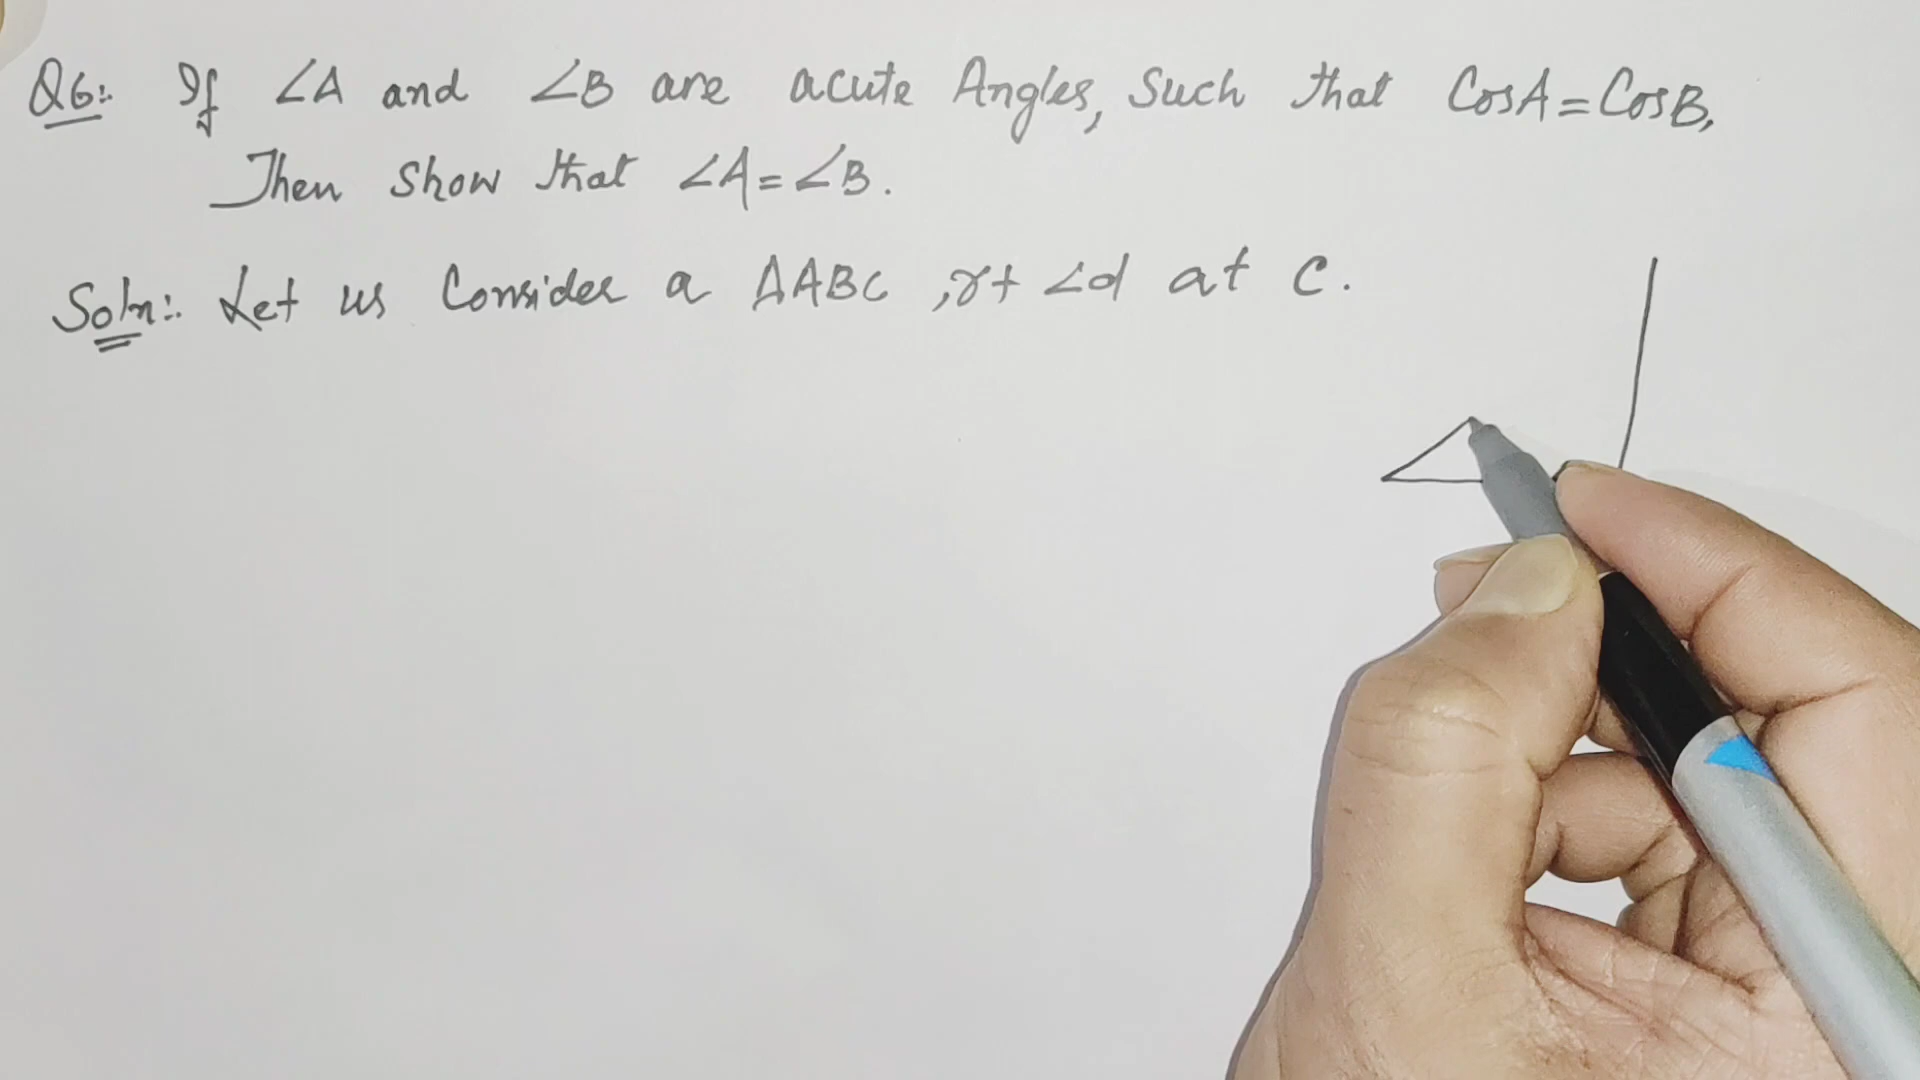 Q6:. If ∠A and ∠B are acute Angles, Such that CosA = CosB,
Then Show that ∠A = ∠B.
Soln:. Let us Consider a ΔABC , rt ∠d at C.